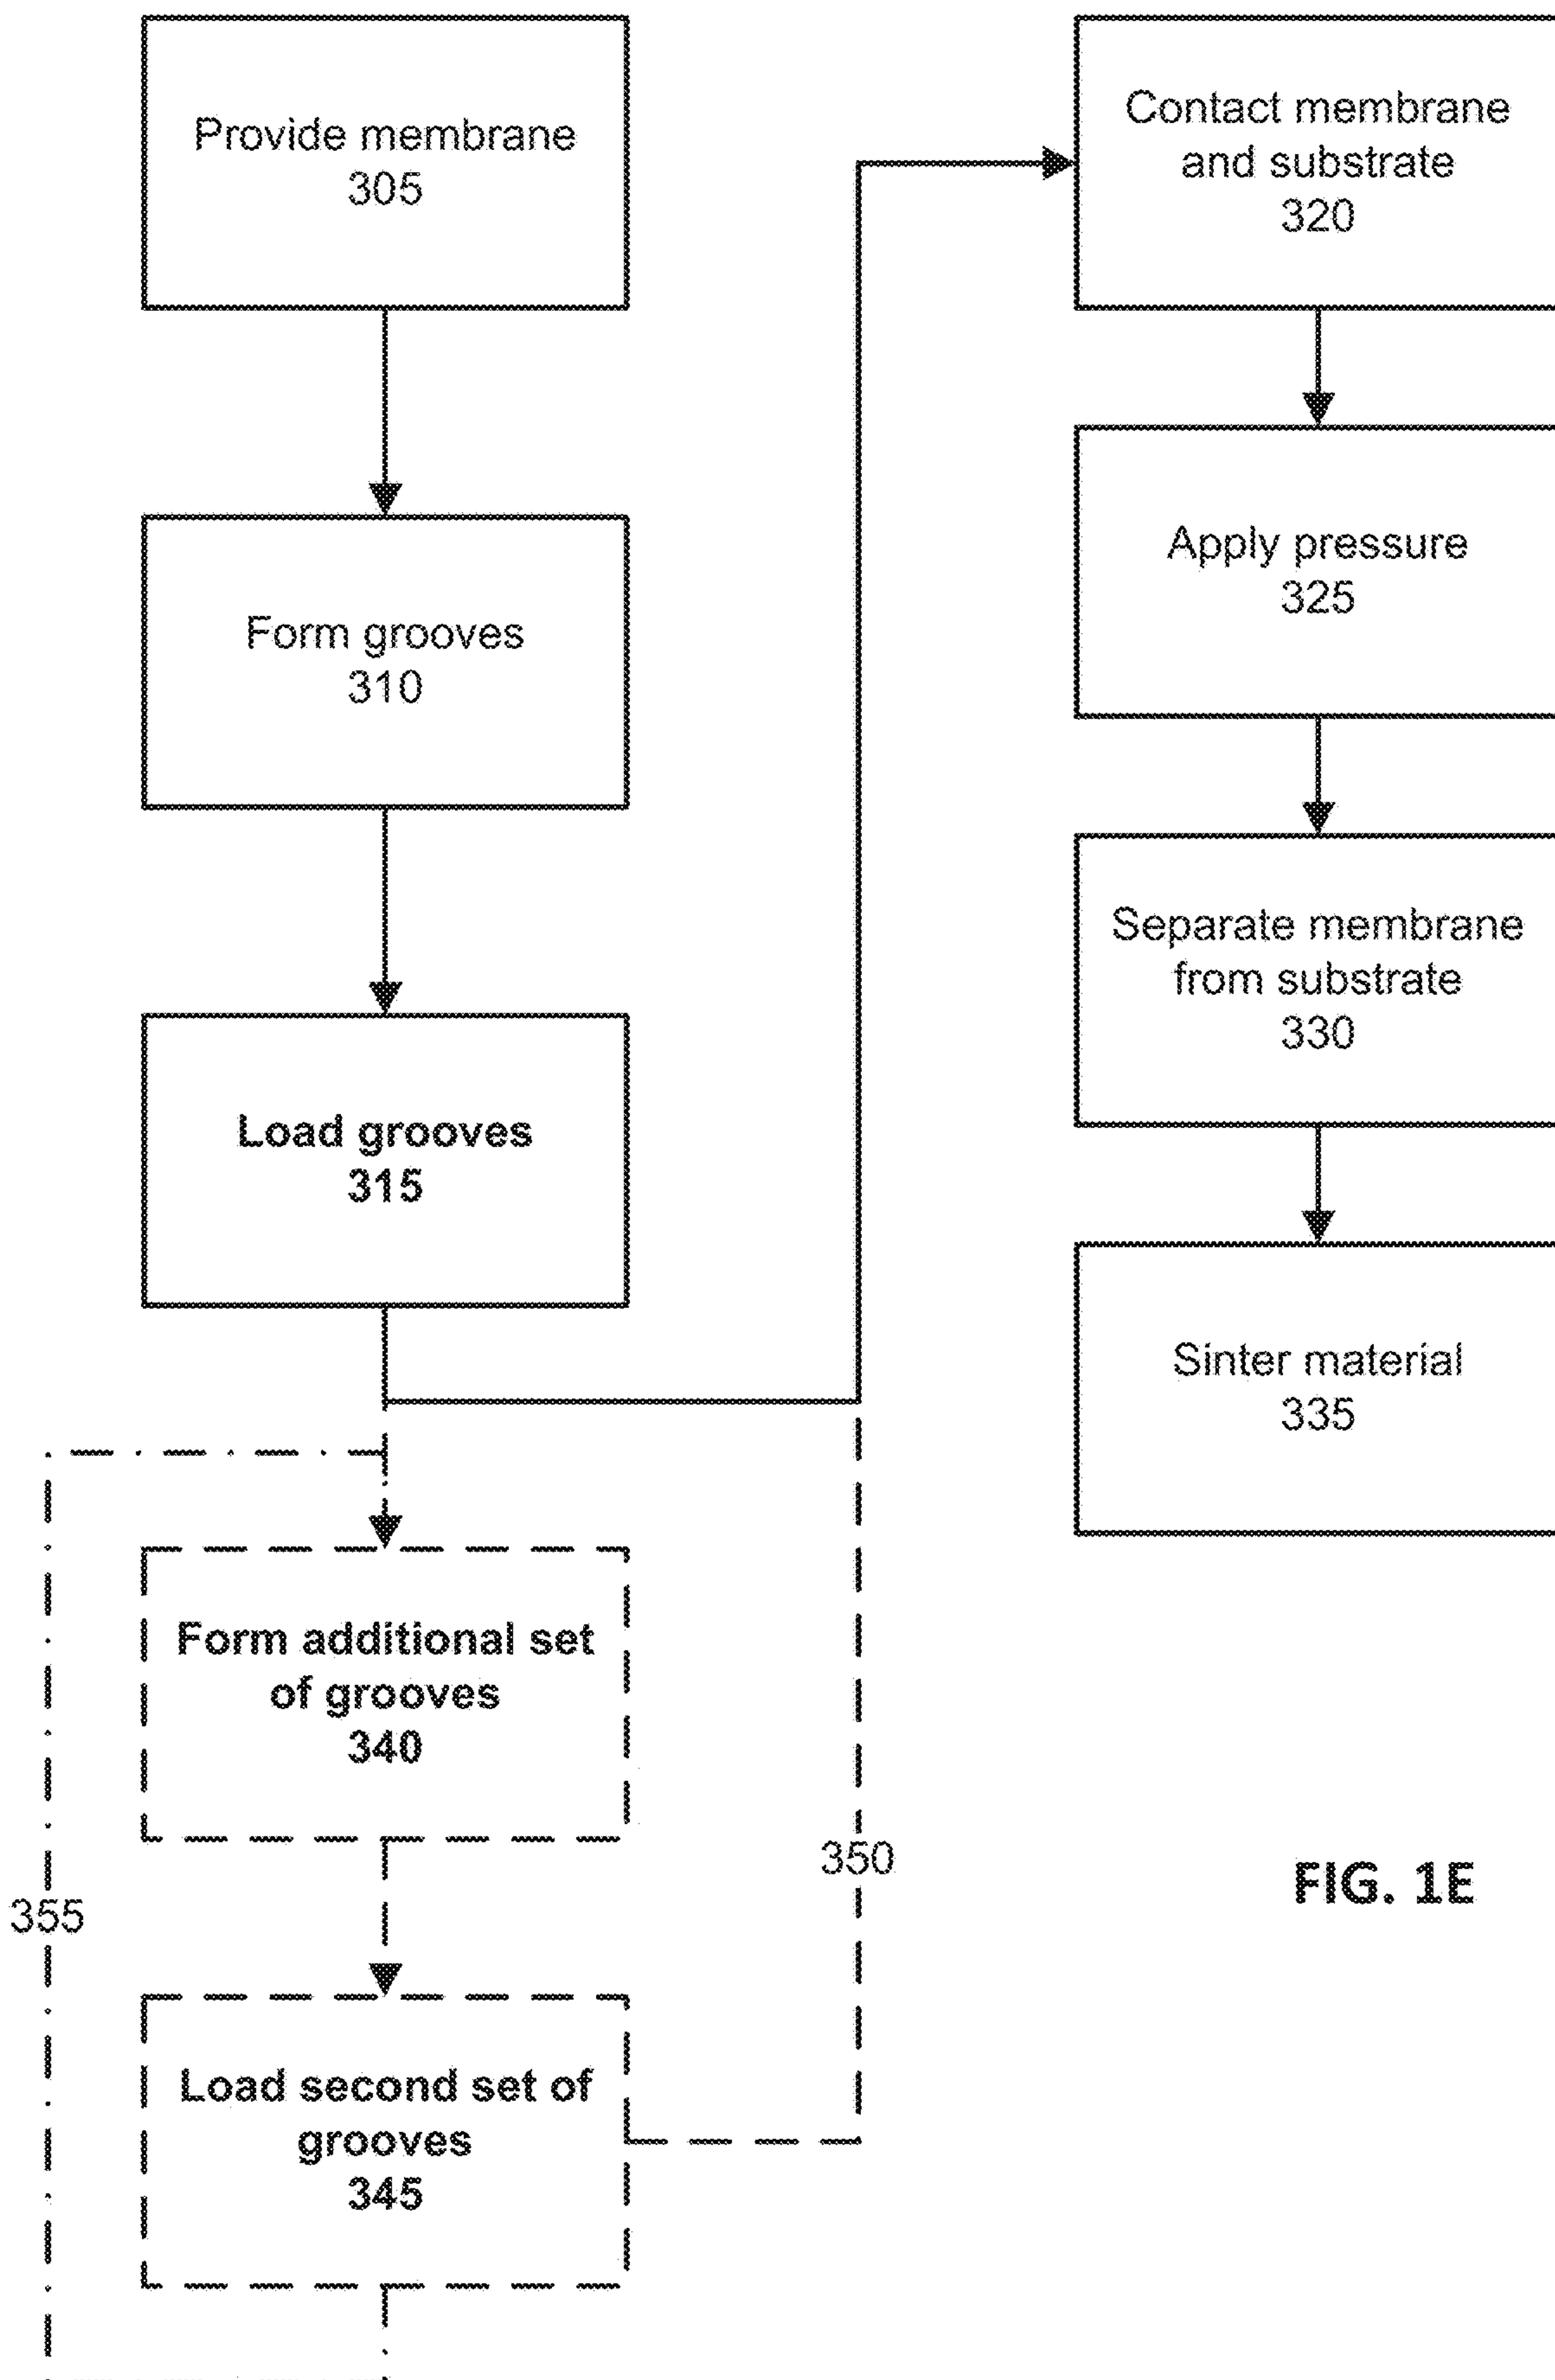 Provide membrane
305
Form grooves
310
Load grooves
315
Form additional set
of grooves
340
Load second set of
grooves
345
355
350
Contact membrane
and substrate
320
Apply pressure
325
Separate membrane
from substrate
330
Sinter material
335
FIG. 1E